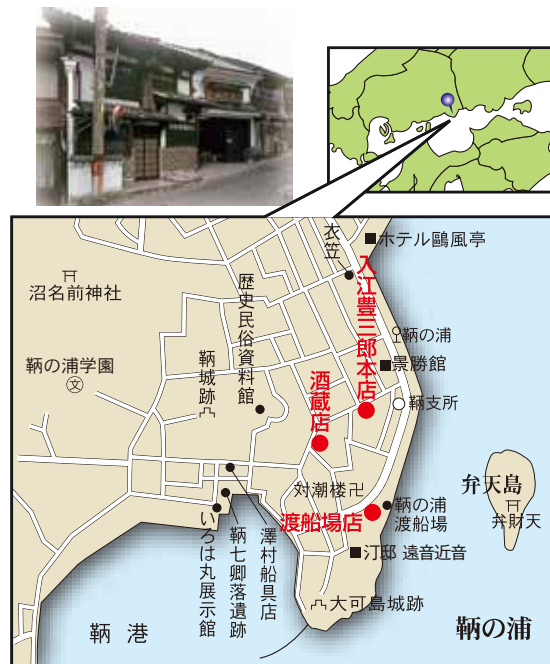 ホテル鷗風亭
衣笠
入江豊三郎本店
沼名前神社
歴史民俗資料館
鞆の浦
鞆の浦学園
文
鞆城跡
景勝館
酒蔵店
鞆支所
対潮楼卍
弁天島
鞆の浦
渡船場
渡船場店
弁財天
いろは丸展示館
鞆七卿落遺跡
澤村船具店
汀邸 遠音近音
大可島城跡
鞆港
鞆の浦